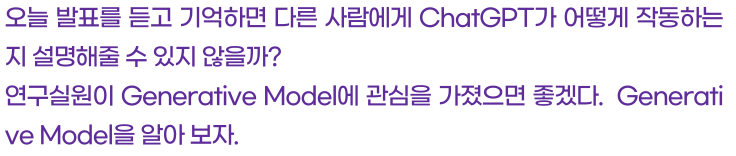 오늘 발표를 듣고 기억하면 다른 사람에게 ChatGPT가 어떻게 작동하는
지 설명해줄 수 있지 않을까?
연구실원이 Generative Model에 관심을 가졌으면 좋겠다.  Generati
ve Model을 알아 보자.